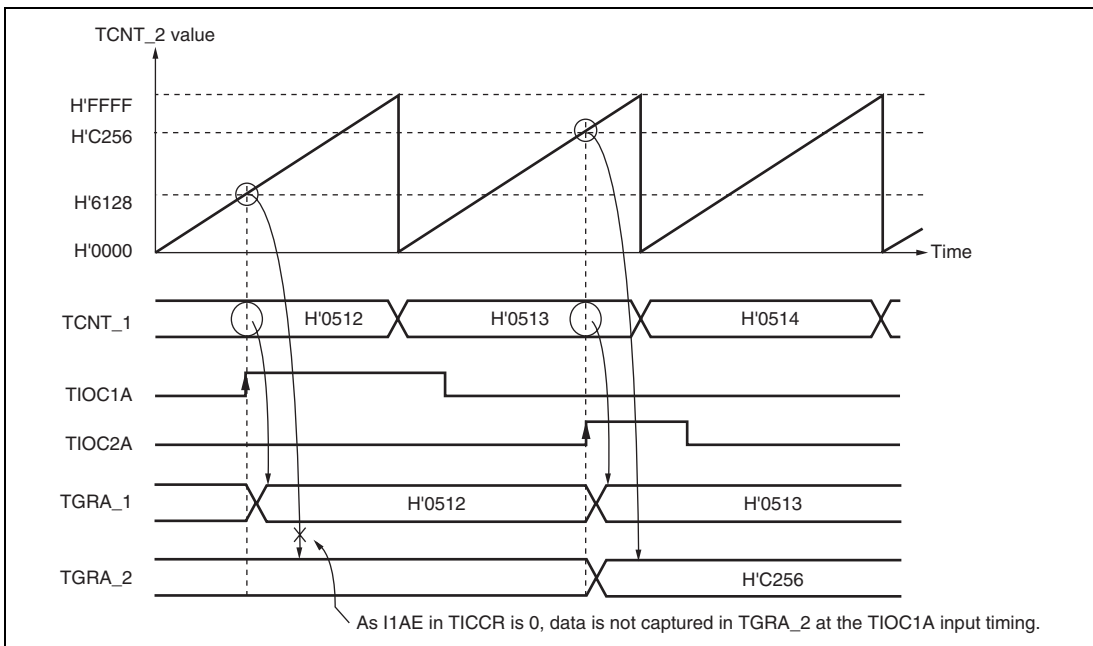 TCNT_2 value
H'FFFF
H'C256
H'6128
H'0000
Time
TCNT_1
H'0512
H'0513
H'0514
TIOC1A
TIOC2A
TGRA_1
H'0512
H'0513
TGRA_2
H'C256
As I1AE in TICCR is 0, data is not captured in TGRA_2 at the TIOC1A input timing.